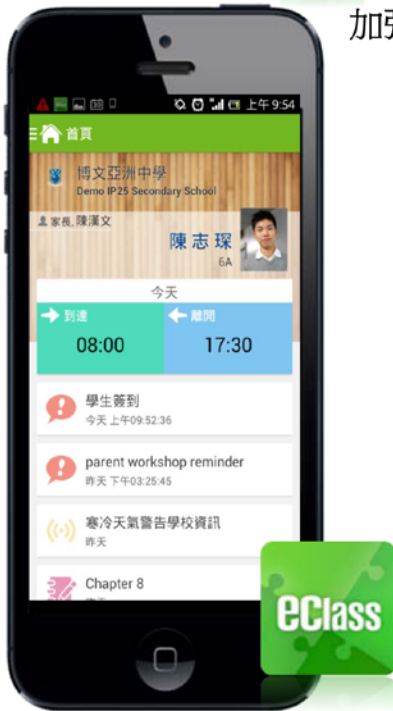 加強
上午 9:54
首頁
博文亞洲中學
Demo IP25 Secondary School
家長, 陳漢文
陳志琛
6A
今天
到達
離開
08:00
17:30
學生簽到
今天 上午09:52:36
parent workshop reminder
昨天 下午03:25:45
寒冷天氣警告學校資訊
昨天
Chapter 8
eClass